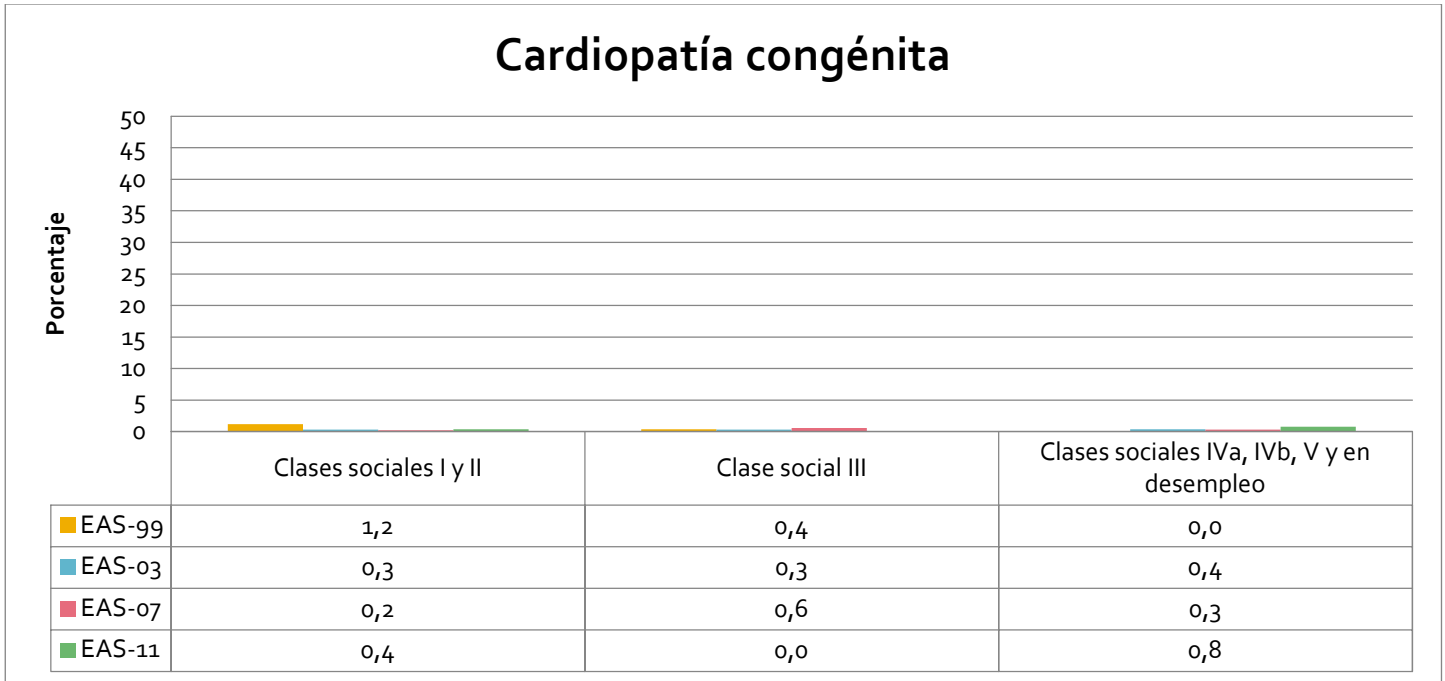 Cardiopatía congénita
Porcentaje
50
45
40
35
30
25
20
15
10
5
0
Clases sociales I y II
Clase social III
Clases sociales IVa, IVb, V y en
desempleo
EAS-99 1,2 0,4 0,0
EAS-03 0,3 0,3 0,4
EAS-07 0,2 0,6 0,3
EAS-11 0,4 0,0 0,8